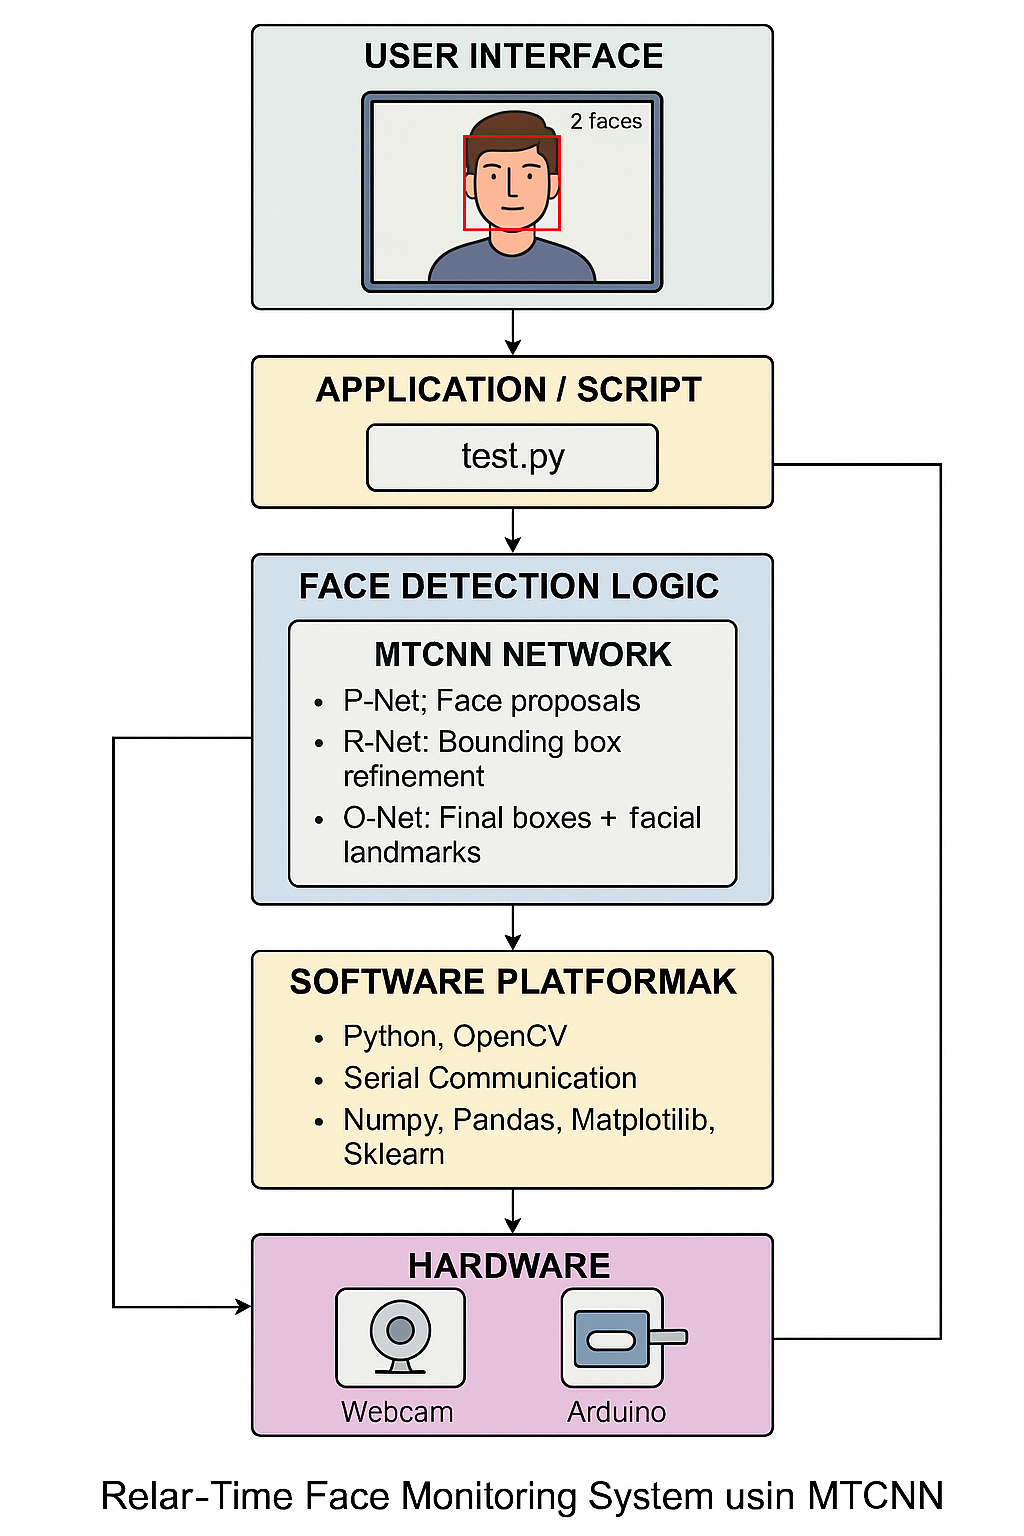 USER INTERFACE
2 faces
APPLICATION / SCRIPT
test.py
FACE DETECTION LOGIC
MTCNN NETWORK
• P-Net; Face proposals
• R-Net: Bounding box
refinement
• O-Net: Final boxes + facial
landmarks
SOFTWARE PLATFORMAK
• Python, OpenCV
• Serial Communication
• Numpy, Pandas, Matplotilib,
Sklearn
HARDWARE
Webcam
Arduino
Relar-Time Face Monitoring System usin MTCNN